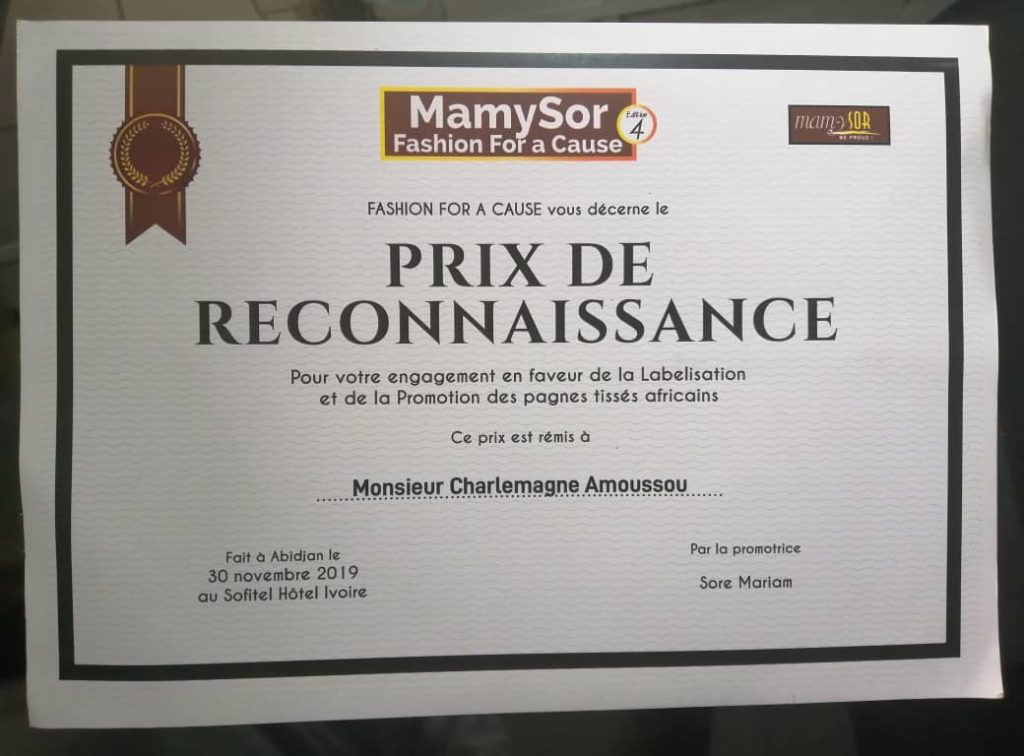 MamySor
Fashion For a Cause
Edition
4
mamySOR
BE PROUD !
FASHION FOR A CAUSE vous décerne le
PRIX DE
RECONNAISSANCE
Pour votre engagement en faveur de la Labelisation
et de la Promotion des pagnes tissés africains
Ce prix est rémis à
Monsieur Charlemagne Amoussou
Fait à Abidjan le
30 novembre 2019
au Sofitel Hôtel Ivoire
Par la promotrice
Sore Mariam